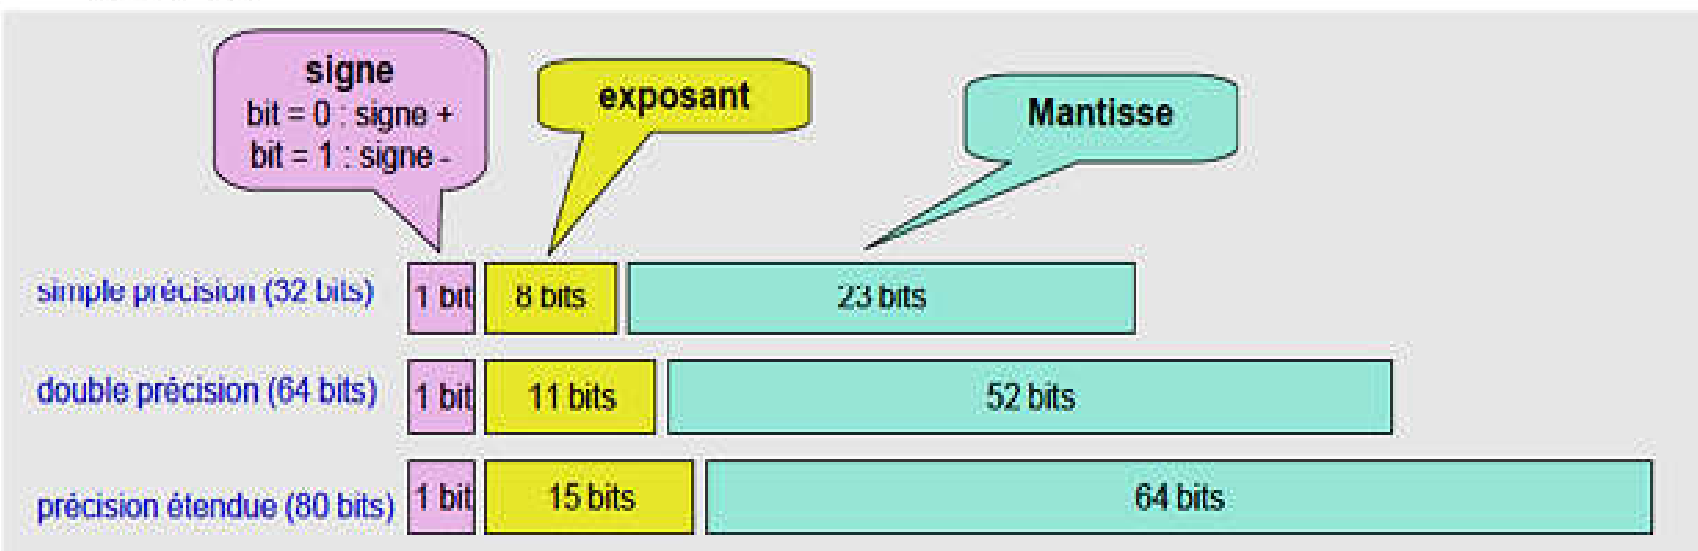 signe
bit = 0 : signe +
bit = 1 : signe -
exposant
Mantisse
simple précision (32 bits)
1 bit
8 bits
23 bits
double précision (64 bits)
1 bit
11 bits
52 bits
précision étendue (80 bits)
1 bit
15 bits
64 bits